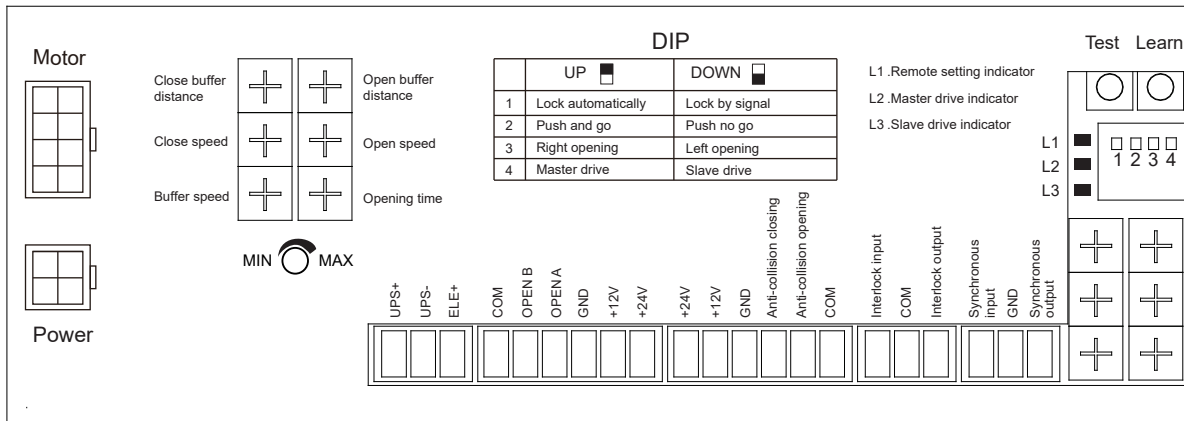 Motor
Power
Close buffer
distance
Close speed
Buffer speed
Open buffer
distance
Open speed
Opening time
MIN MAX
DIP
UP DOWN
1 Lock automatically Lock by signal
2 Push and go Push no go
3 Right opening Left opening
4 Master drive Slave drive
L1 .Remote setting indicator
L2 .Master drive indicator
L3 .Slave drive indicator
Test Learn
L1
L2
L3
1 2 3 4
UPS+
UPS-
ELE+
COM
OPEN B
OPEN A
GND
+12V
+24V
+24V
+12V
GND
Anti-collision closing
Anti-collision opening
COM
Interlock input
COM
Interlock output
Synchronous
input
GND
Synchronous
output